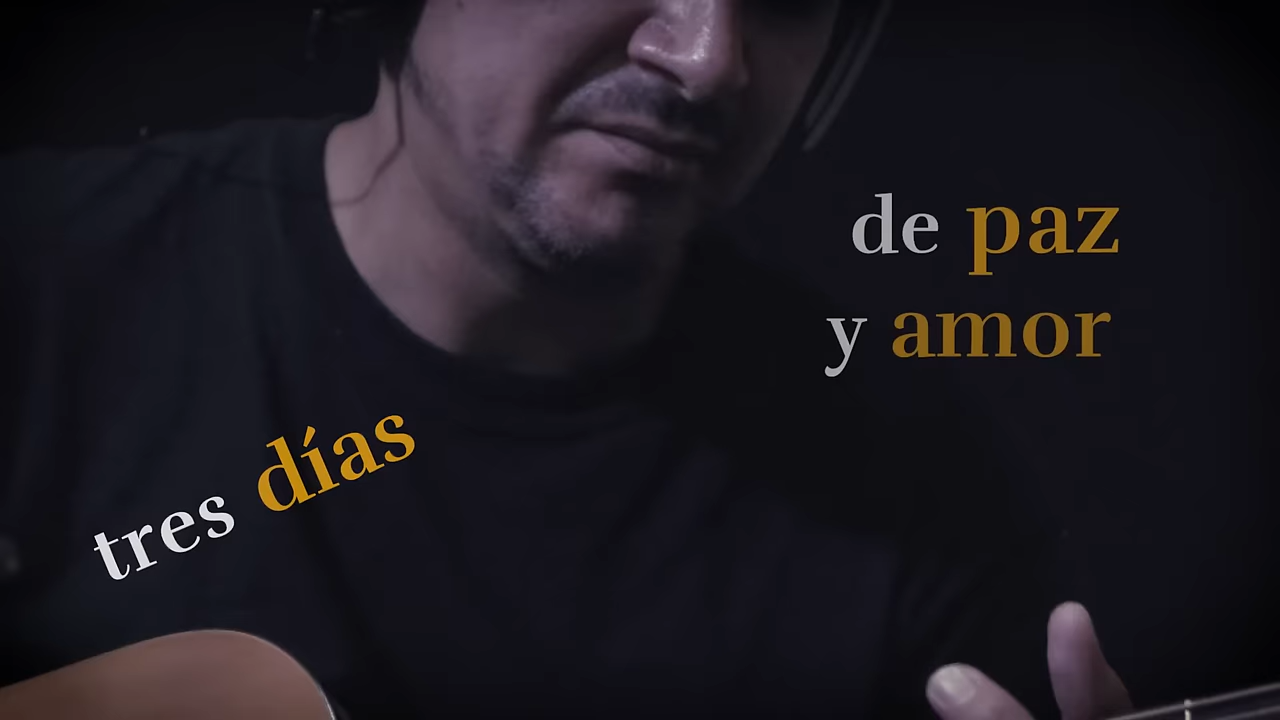 tres días
de paz
y amor